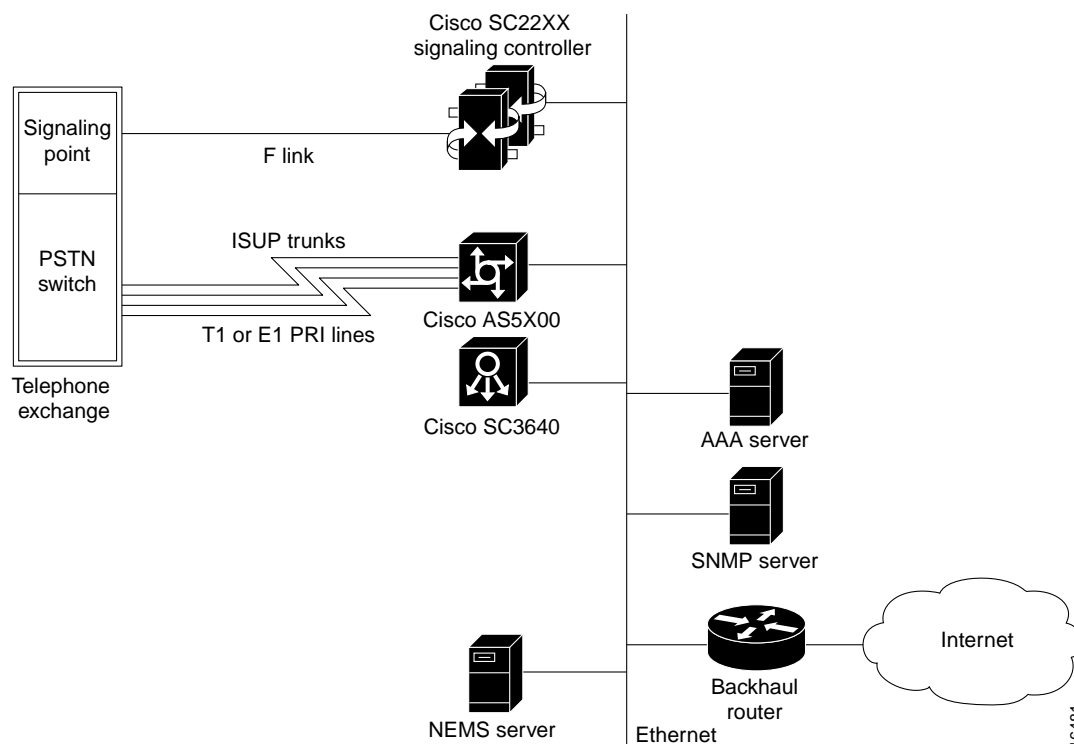 Cisco SC22XX
signaling controller
Signaling
point
F link
ISUP trunks
PSTN
switch
T1 or E1 PRI lines
Cisco AS5X00
Telephone
exchange
Cisco SC3640
AAA server
SNMP server
Internet
Backhaul
router
NEMS server
Ethernet